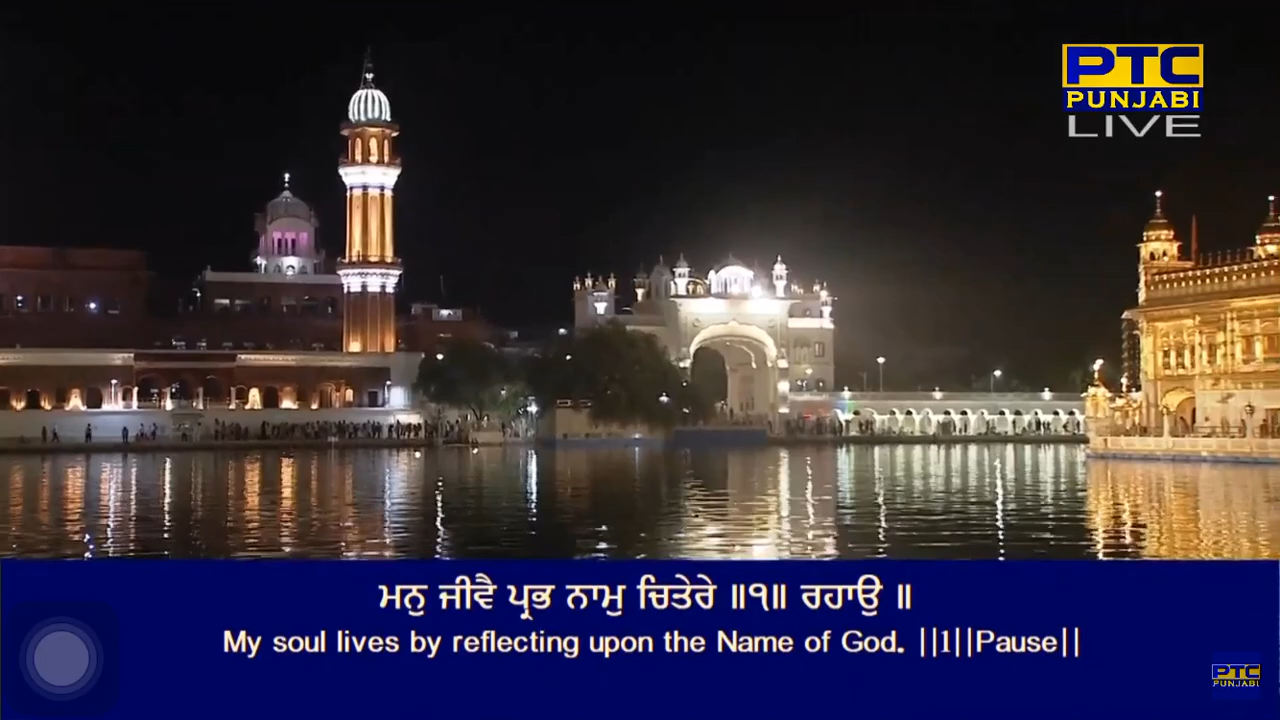 PTC
PUNJABI
LIVE
ਮਨੁ ਜੀਵੈ ਪ੍ਰਭ ਨਾਮੁ ਚਿਤੇਰੇ ॥੧॥ ਰਹਾਉ ॥
My soul lives by reflecting upon the Name of God. ||1||Pause||
PTC
PUNJABI